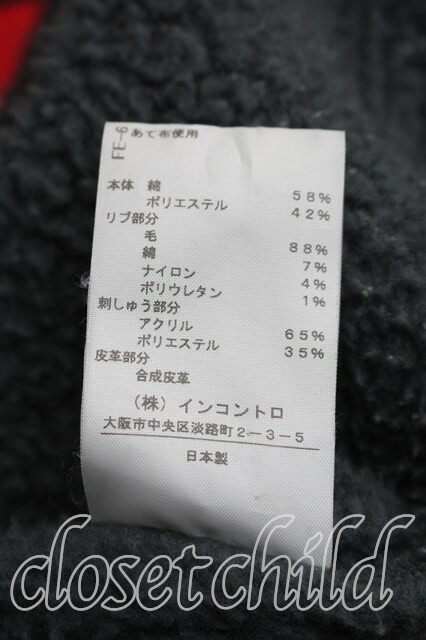 FE-6
あて布使用
本体 綿 58%
ポリエステル 42%
リブ部分
毛 88%
綿 7%
ナイロン 4%
ポリウレタン 1%
刺しゅう部分
アクリル 65%
ポリエステル 35%
皮革部分
合成皮革
(株) インコントロ
大阪市中央区淡路町2-3-5
日本製
closetchild